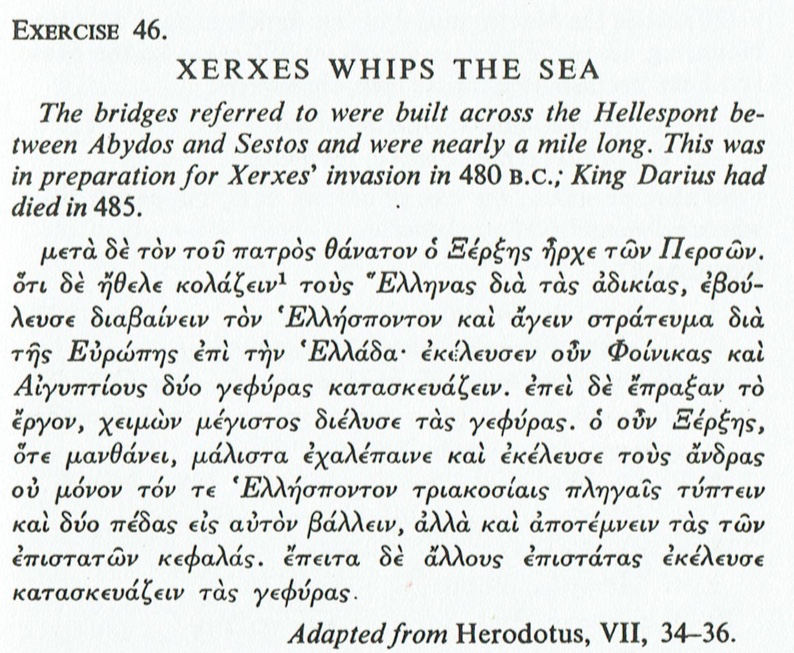 EXERCISE 46.
XERXES WHIPS THE SEA
The bridges referred to were built across the Hellespont be-
tween Abydos and Sestos and were nearly a mile long. This was
in preparation for Xerxes' invasion in 480 B.C.; King Darius had
died in 485.
μετὰ δὲ τὸν τοῦ πατρὸς θάνατον ὁ Ξέρξης ἦρχε τῶν Περσῶν.
ὅτι δὲ ἤθελε κολάζειν¹ τοὺς Ἕλληνας διὰ τὰς ἀδικίας, ἐβού-
λευσε διαβαίνειν τὸν Ἑλλήσποντον καὶ ἄγειν στράτευμα διὰ
τῆς Εὐρώπης ἐπὶ τὴν Ἑλλάδα· ἐκέλευσεν οὖν Φοίνικας καὶ
Αἰγυπτίους δύο γεφύρας κατασκευάζειν. ἐπεὶ δὲ ἔπραξαν τὸ
ἔργον, χειμὼν μέγιστος διέλυσε τὰς γεφύρας. ὁ οὖν Ξέρξης,
ὅτε μανθάνει, μάλιστα ἐχαλέπαινε καὶ ἐκέλευσε τοὺς ἄνδρας
οὐ μόνον τόν τε Ἑλλήσποντον τριακοσίαις πληγαῖς τύπτειν
καὶ δύο πέδας εἰς αὐτὸν βάλλειν, ἀλλὰ καὶ ἀποτέμνειν τὰς τῶν
ἐπιστατῶν κεφαλάς. ἔπειτα δὲ ἄλλους ἐπιστάτας ἐκέλευσε
κατασκευάζειν τὰς γεφύρας.
Adapted from Herodotus, VII, 34–36.